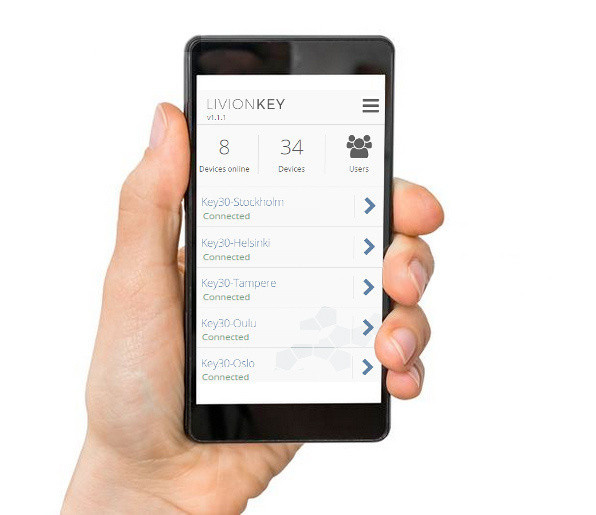 LIVIONKEY
v1.1.1
8 34
Devices online Devices Users
Key30-Stockholm
Connected
Key30-Helsinki
Connected
Key30-Tampere
Connected
Key30-Oulu
Connected
Key30-Oslo
Connected